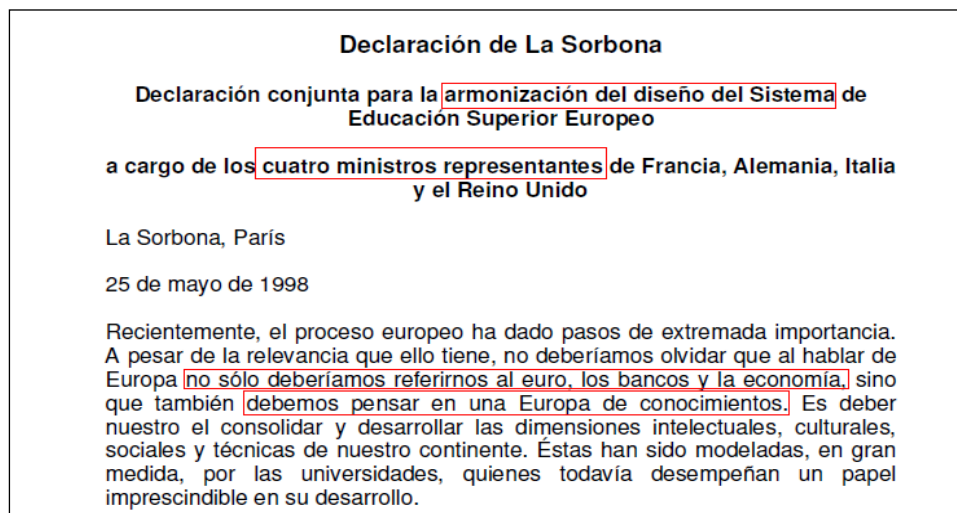 Declaración de La Sorbona
Declaración conjunta para la armonización del diseño del Sistema de
Educación Superior Europeo
a cargo de los cuatro ministros representantes de Francia, Alemania, Italia
y el Reino Unido
La Sorbona, París
25 de mayo de 1998
Recientemente, el proceso europeo ha dado pasos de extremada importancia.
A pesar de la relevancia que ello tiene, no deberíamos olvidar que al hablar de
Europa no sólo deberíamos referirnos al euro, los bancos y la economía, sino
que también debemos pensar en una Europa de conocimientos. Es deber
nuestro el consolidar y desarrollar las dimensiones intelectuales, culturales,
sociales y técnicas de nuestro continente. Éstas han sido modeladas, en gran
medida, por las universidades, quienes todavía desempeñan un papel
imprescindible en su desarrollo.